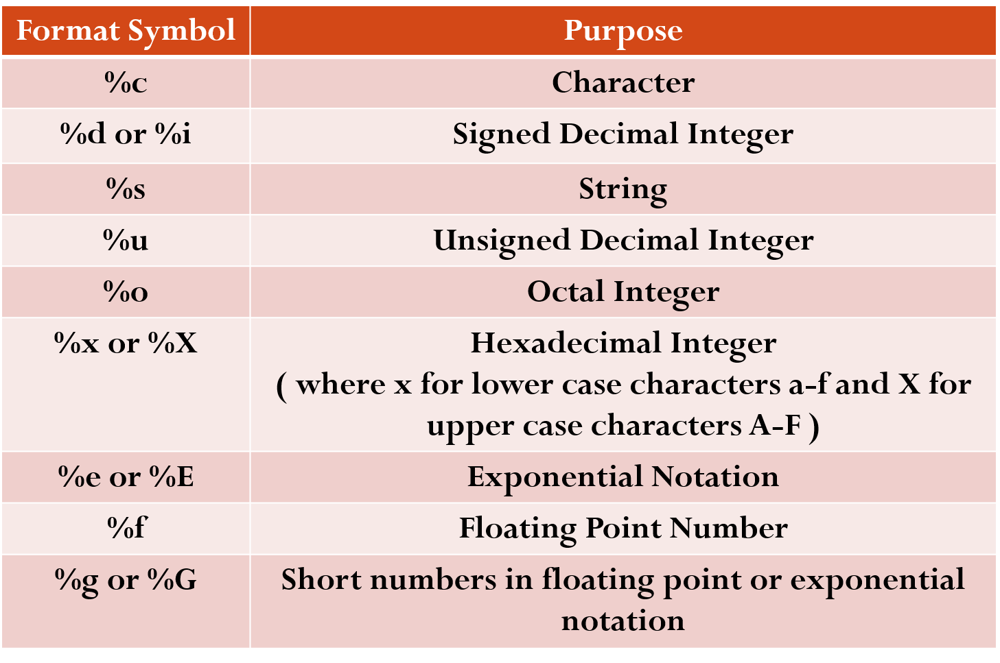 Format Symbol Purpose
%c Character
%d or %i Signed Decimal Integer
%s String
%u Unsigned Decimal Integer
%o Octal Integer
%x or %X Hexadecimal Integer
( where x for lower case characters a-f and X for
upper case characters A-F )
%e or %E Exponential Notation
%f Floating Point Number
%g or %G Short numbers in floating point or exponential
notation